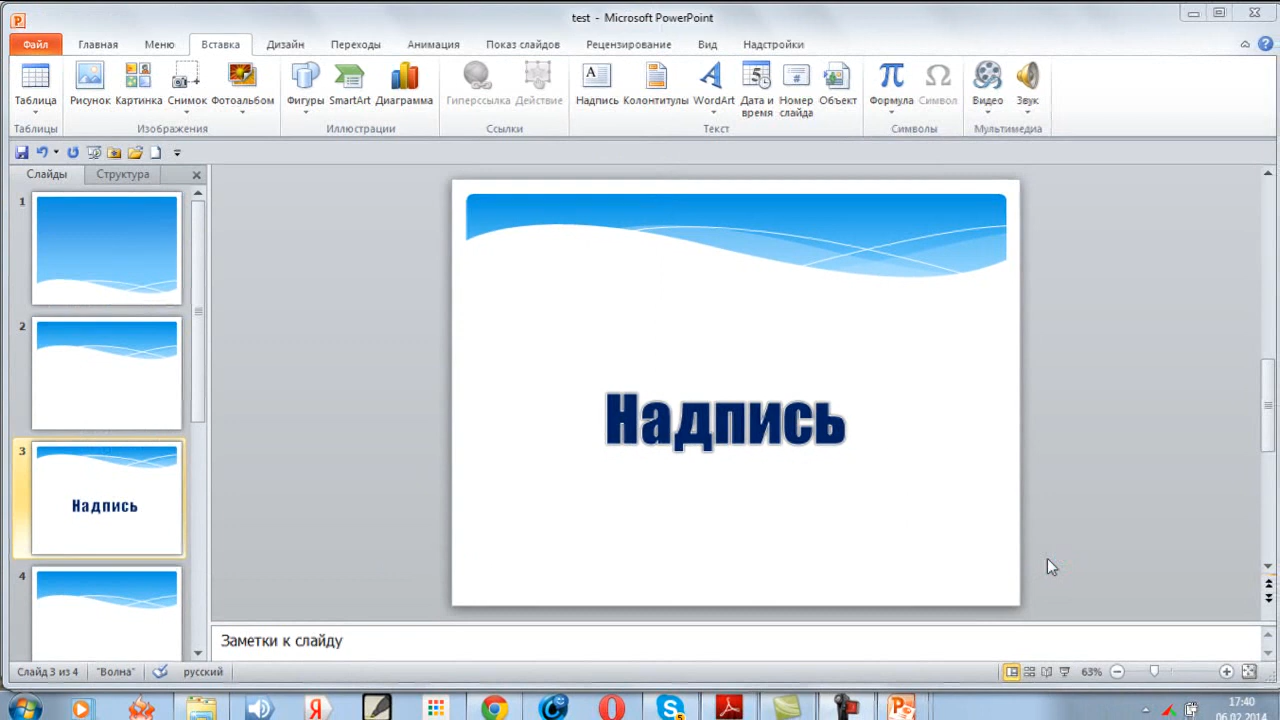 test - Microsoft PowerPoint
Файл Главная Меню Вставка Дизайн Переходы Анимация Показ слайдов Рецензирование Вид Надстройки
Таблица Рисунок Картинка Снимок Фотоальбом Фигуры SmartArt Диаграмма Гиперссылка Действие Надпись Колонтитулы WordArt Дата и время Номер слайда Объект Формула Символ Видео Звук
Таблицы Изображения Иллюстрации Ссылки Текст Символы Мультимедиа
Слайды Структура
1
2
3
Надпись
4
Надпись
Заметки к слайду
Слайд 3 из 4 "Волна" русский 63%
17:40
06.02.2014